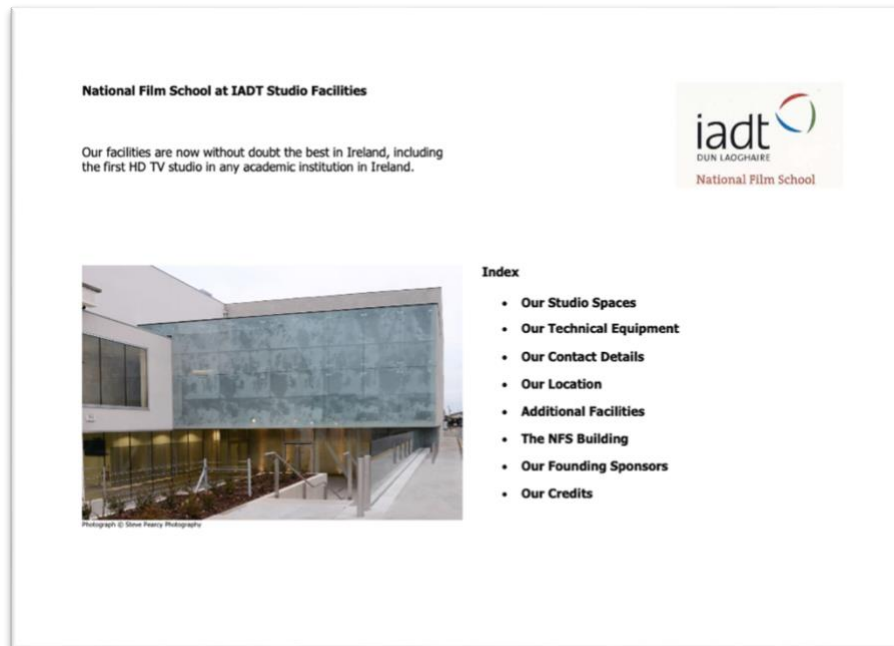 National Film School at IADT Studio Facilities
iadt
DUN LAOGHAIRE
National Film School
Our facilities are now without doubt the best in Ireland, including
the first HD TV studio in any academic institution in Ireland.
Index
• Our Studio Spaces
• Our Technical Equipment
• Our Contact Details
• Our Location
• Additional Facilities
• The NFS Building
• Our Founding Sponsors
• Our Credits
Photograph © Steve Pearcy Photography